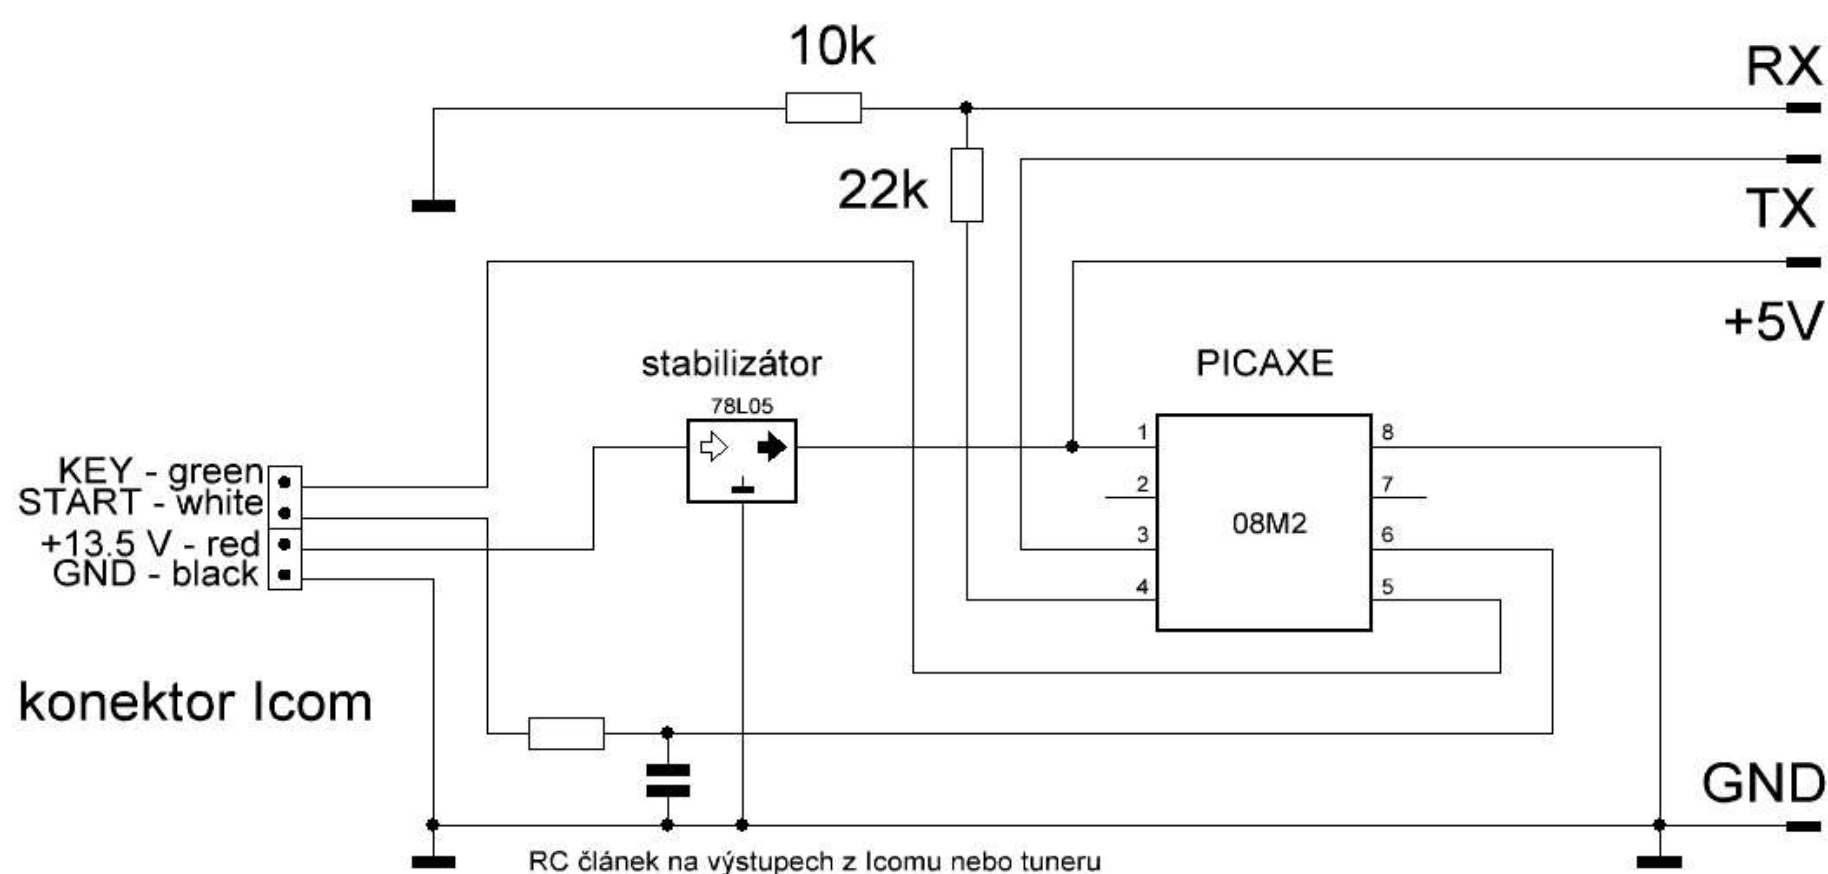 10k
RX
22k
TX
+5V
stabilizátor
78L05
PICAXE
08M2
1
2
3
4
8
7
6
5
KEY - green
START - white
+13.5 V - red
GND - black
konektor Icom
GND
RC článek na výstupech z Icomu nebo tuneru